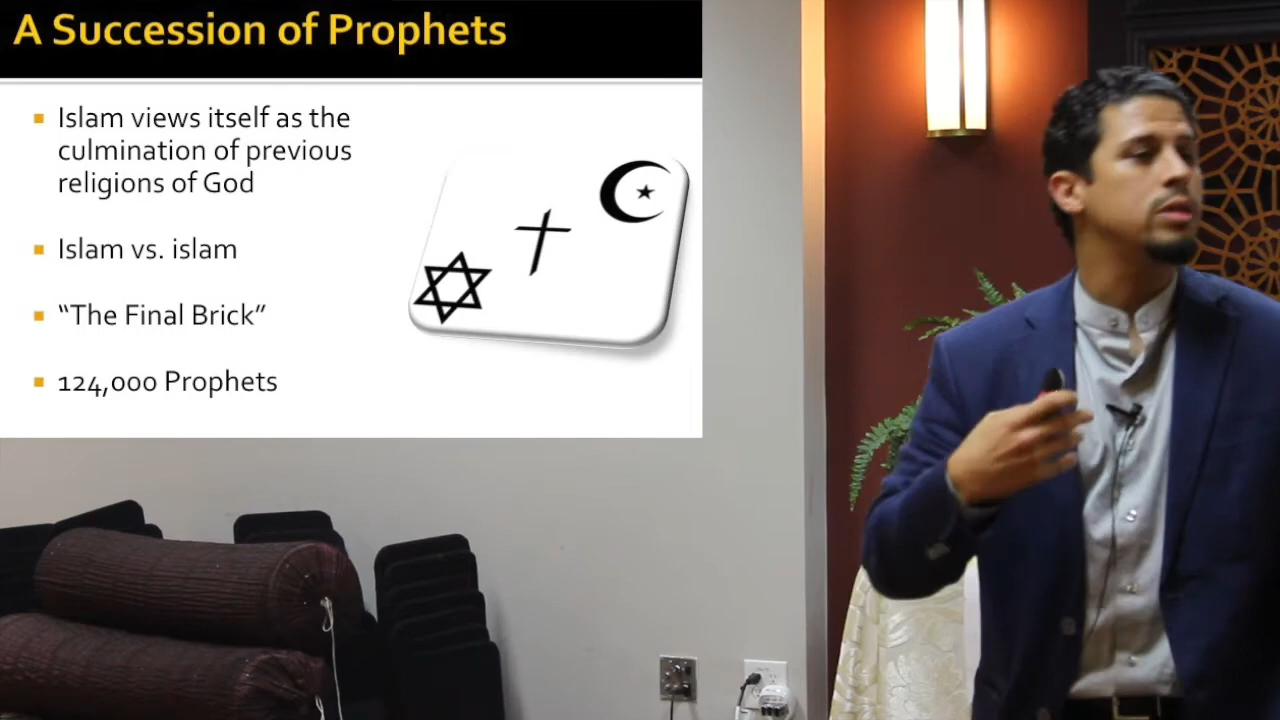 A Succession of Prophets
Islam views itself as the
culmination of previous
religions of God
Islam vs. islam
“The Final Brick”
124,000 Prophets